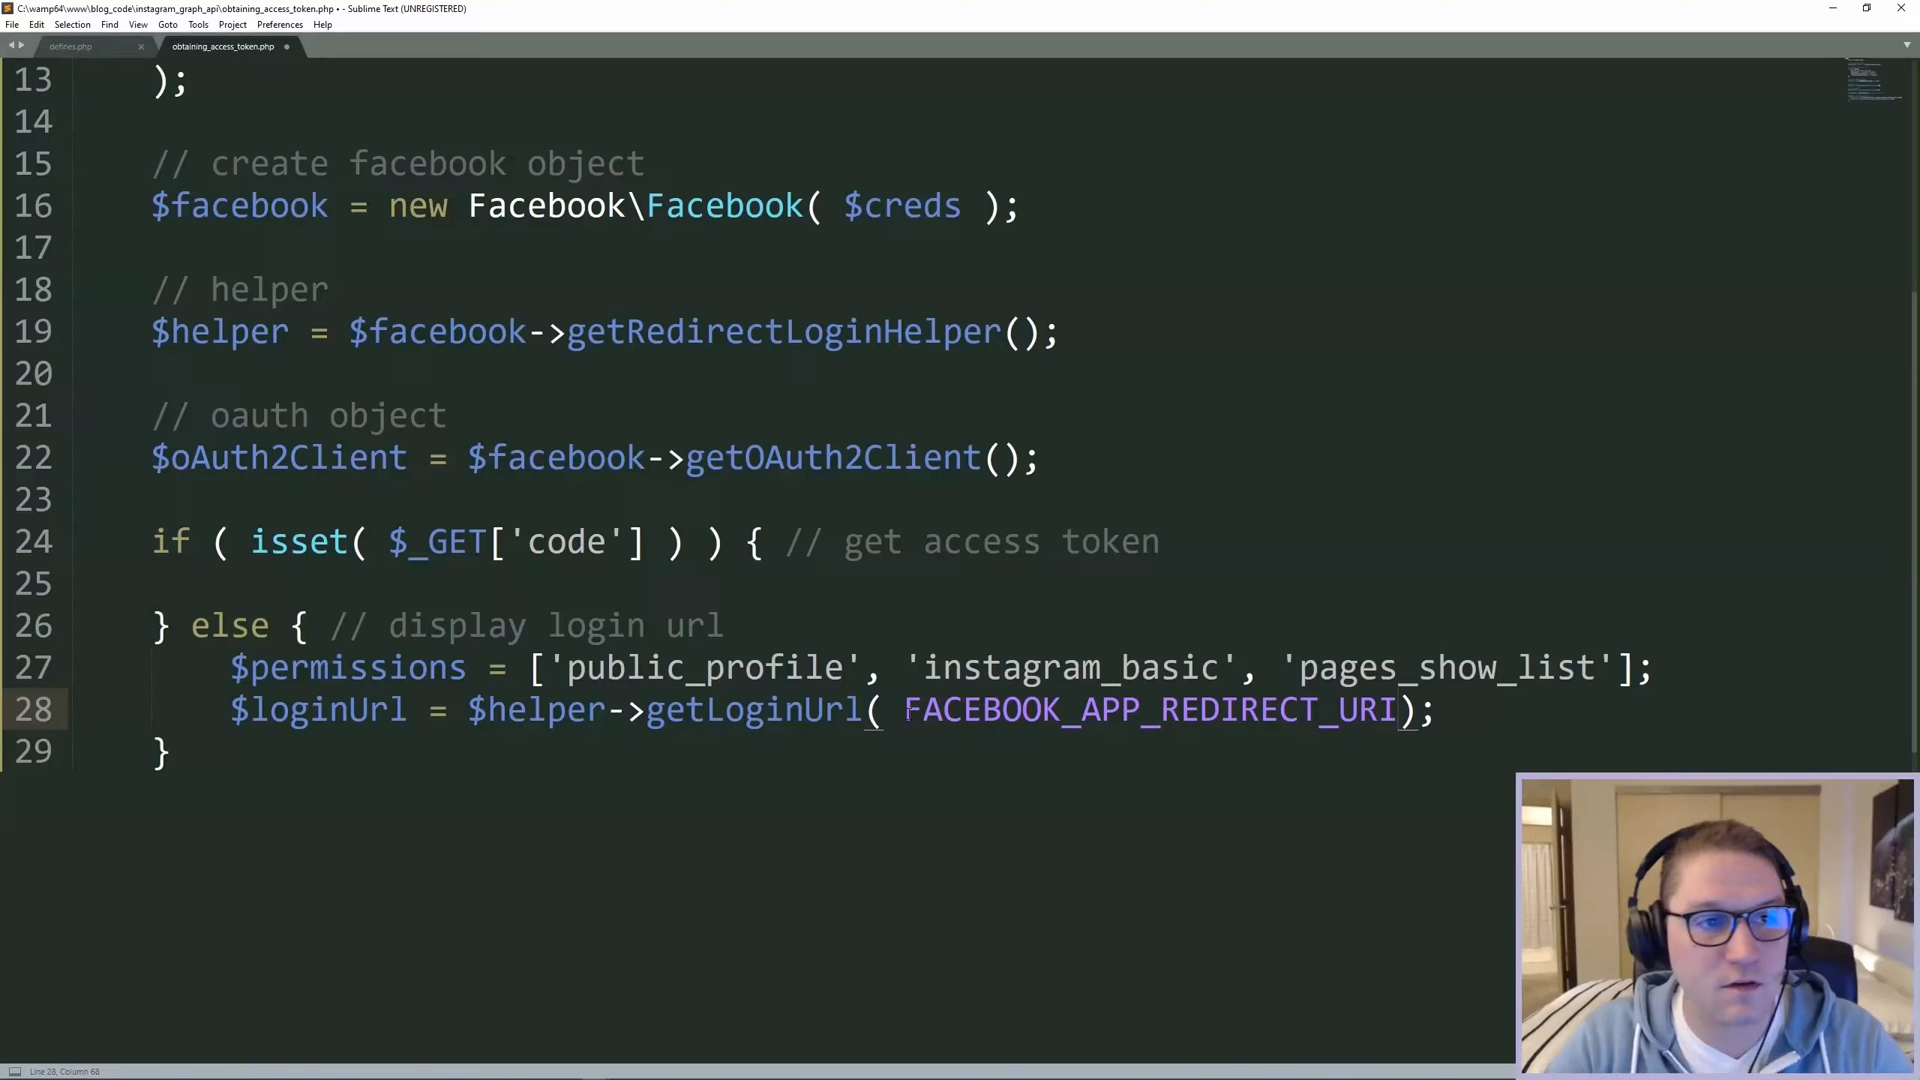 C:\wamp64\www\blog_code\instagram_graph_api\obtaining_access_token.php • - Sublime Text (UNREGISTERED)
File Edit Selection Find View Goto Tools Project Preferences Help
defines.php obtaining_access_token.php
13 );
14
15 // create facebook object
16 $facebook = new Facebook\Facebook( $creds );
17
18 // helper
19 $helper = $facebook->getRedirectLoginHelper();
20
21 // oauth object
22 $oAuth2Client = $facebook->getOAuth2Client();
23
24 if ( isset( $_GET['code'] ) ) { // get access token
25
26 } else { // display login url
27 $permissions = ['public_profile', 'instagram_basic', 'pages_show_list'];
28 $loginUrl = $helper->getLoginUrl( FACEBOOK_APP_REDIRECT_URI);
29 }
Line 28, Column 68